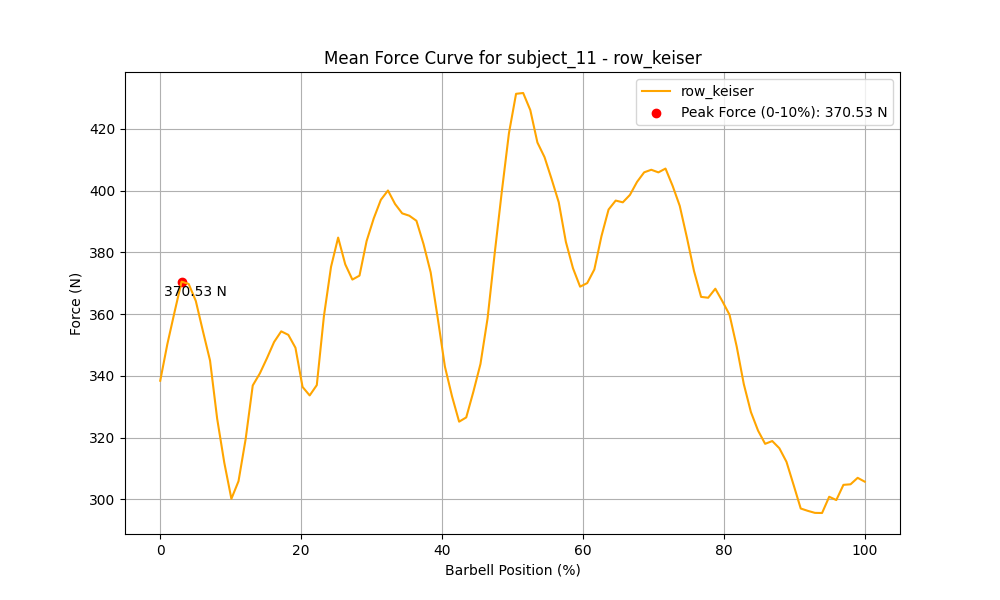 Mean Force Curve for subject_11 - row_keiser
row_keiser
Peak Force (0-10%): 370.53 N
370.53 N
Force (N)
420
400
380
360
340
320
300
0 20 40 60 80 100
Barbell Position (%)